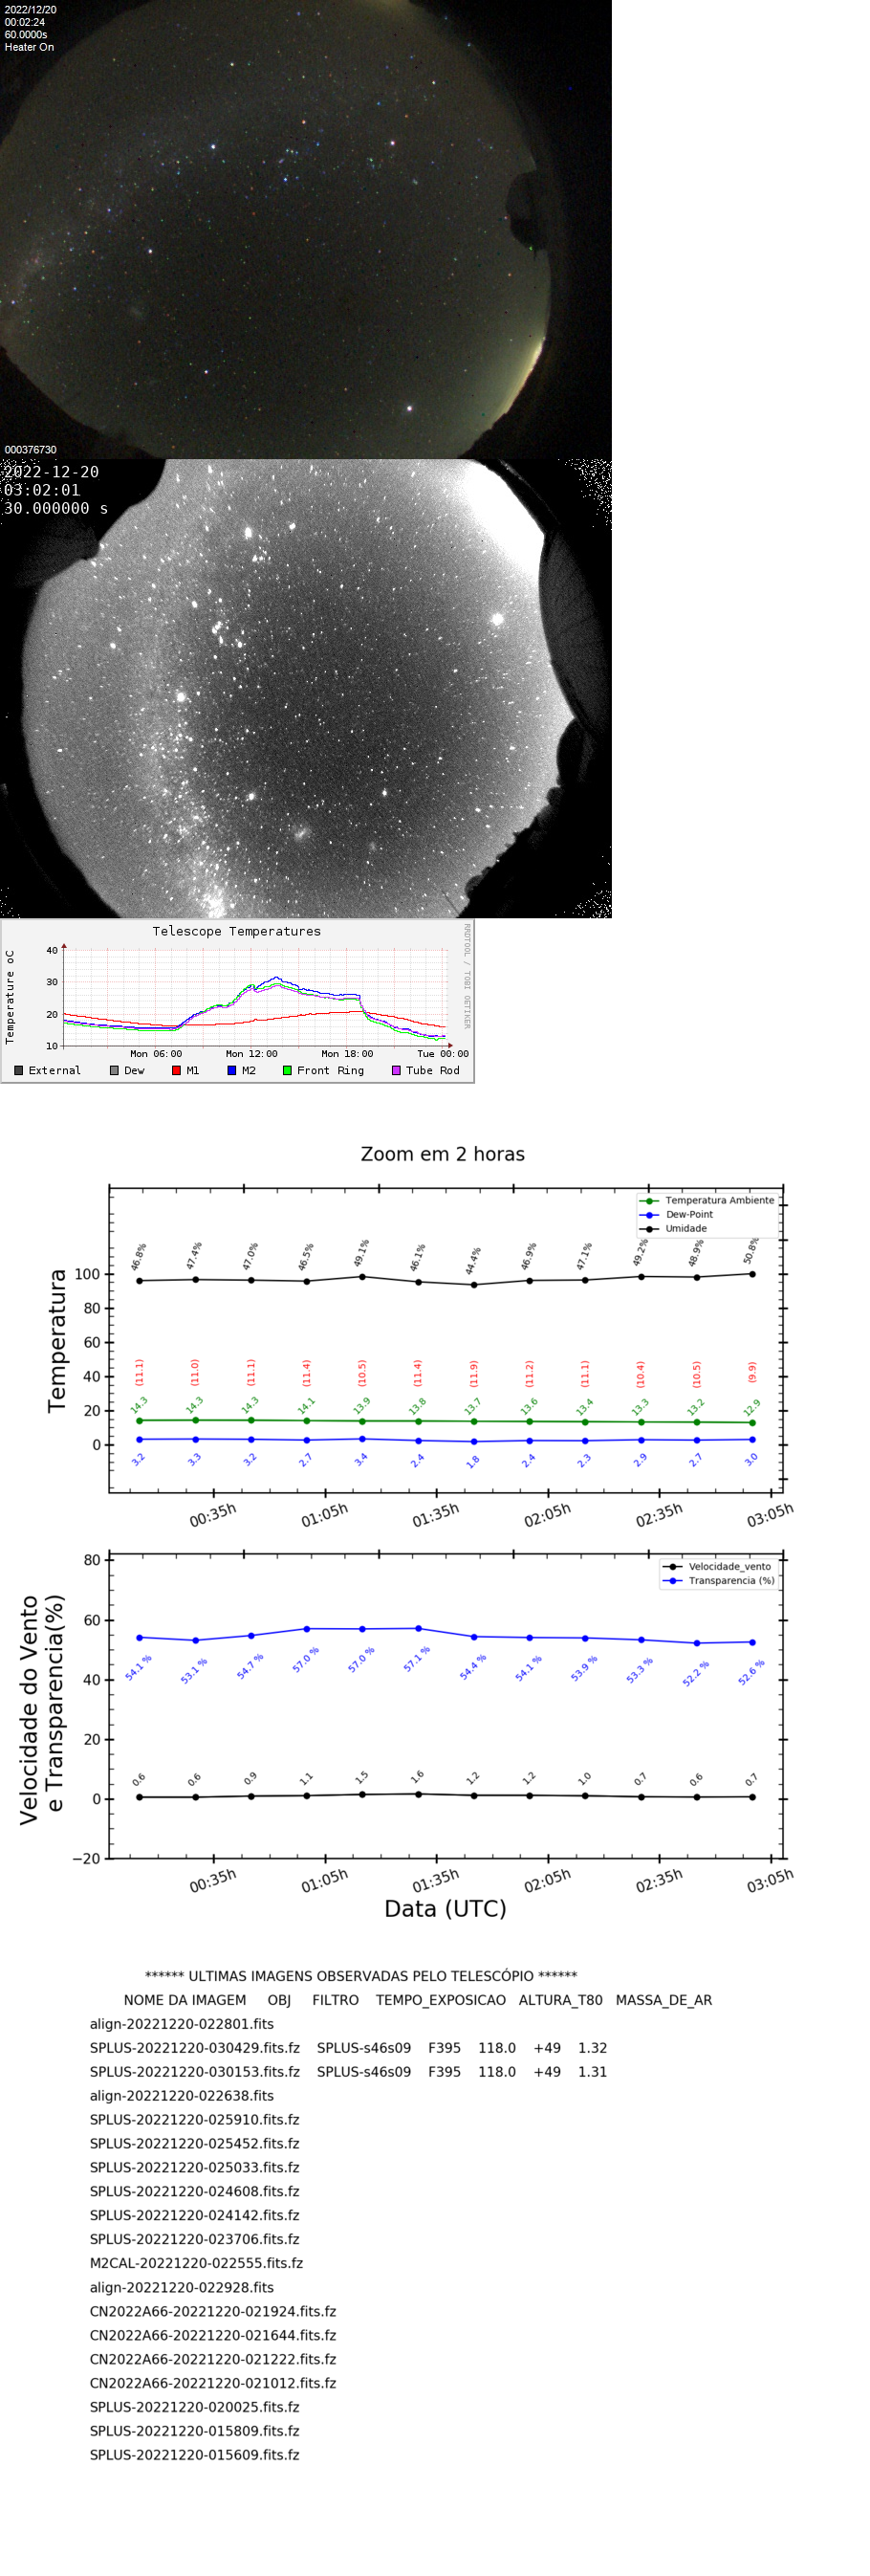 2022/12/20
00:02:24
60.0000s
Heater On
000376730
2022-12-20
03:02:01
30.000000 s
Telescope Temperatures
RRDTOOL / TOBI OETIKER
Temperature oC
40
30
20
10
Mon 06:00 Mon 12:00 Mon 18:00 Tue 00:00
External Dew M1 M2 Front Ring Tube Rod
Zoom em 2 horas
Temperatura Ambiente
Dew-Point
Umidade
Temperatura
100
80
60
40
20
0
46.8% 47.4% 47.0% 46.5% 49.1% 46.1% 44.4% 46.9% 47.1% 49.2% 48.9% 50.8%
(11.1) (11.0) (11.1) (11.4) (10.5) (11.4) (11.9) (11.2) (11.1) (10.4) (10.5) (9.9)
14.3 14.3 14.3 14.1 13.9 13.8 13.7 13.6 13.4 13.3 13.2 12.9
3.2 3.3 3.2 2.7 3.4 2.4 1.8 2.4 2.3 2.9 2.7 3.0
00:35h 01:05h 01:35h 02:05h 02:35h 03:05h
Velocidade_vento
Transparencia (%)
Velocidade do Vento
e Transparencia(%)
80
60
40
20
0
−20
54.1 % 53.1 % 54.7 % 57.0 % 57.0 % 57.1 % 54.4 % 54.1 % 53.9 % 53.3 % 52.2 % 52.6 %
0.6 0.6 0.9 1.1 1.5 1.6 1.2 1.2 1.0 0.7 0.6 0.7
00:35h 01:05h 01:35h 02:05h 02:35h 03:05h
Data (UTC)
****** ULTIMAS IMAGENS OBSERVADAS PELO TELESCÓPIO ******
NOME DA IMAGEM OBJ FILTRO TEMPO_EXPOSICAO ALTURA_T80 MASSA_DE_AR
align-20221220-022801.fits
SPLUS-20221220-030429.fits.fz SPLUS-s46s09 F395 118.0 +49 1.32
SPLUS-20221220-030153.fits.fz SPLUS-s46s09 F395 118.0 +49 1.31
align-20221220-022638.fits
SPLUS-20221220-025910.fits.fz
SPLUS-20221220-025452.fits.fz
SPLUS-20221220-025033.fits.fz
SPLUS-20221220-024608.fits.fz
SPLUS-20221220-024142.fits.fz
SPLUS-20221220-023706.fits.fz
M2CAL-20221220-022555.fits.fz
align-20221220-022928.fits
CN2022A66-20221220-021924.fits.fz
CN2022A66-20221220-021644.fits.fz
CN2022A66-20221220-021222.fits.fz
CN2022A66-20221220-021012.fits.fz
SPLUS-20221220-020025.fits.fz
SPLUS-20221220-015809.fits.fz
SPLUS-20221220-015609.fits.fz